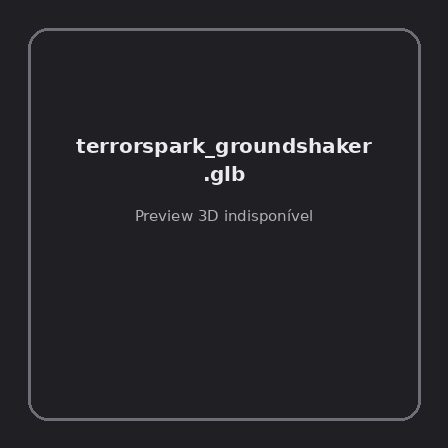 terrorspark_groundshaker
.glb
Preview 3D indisponível